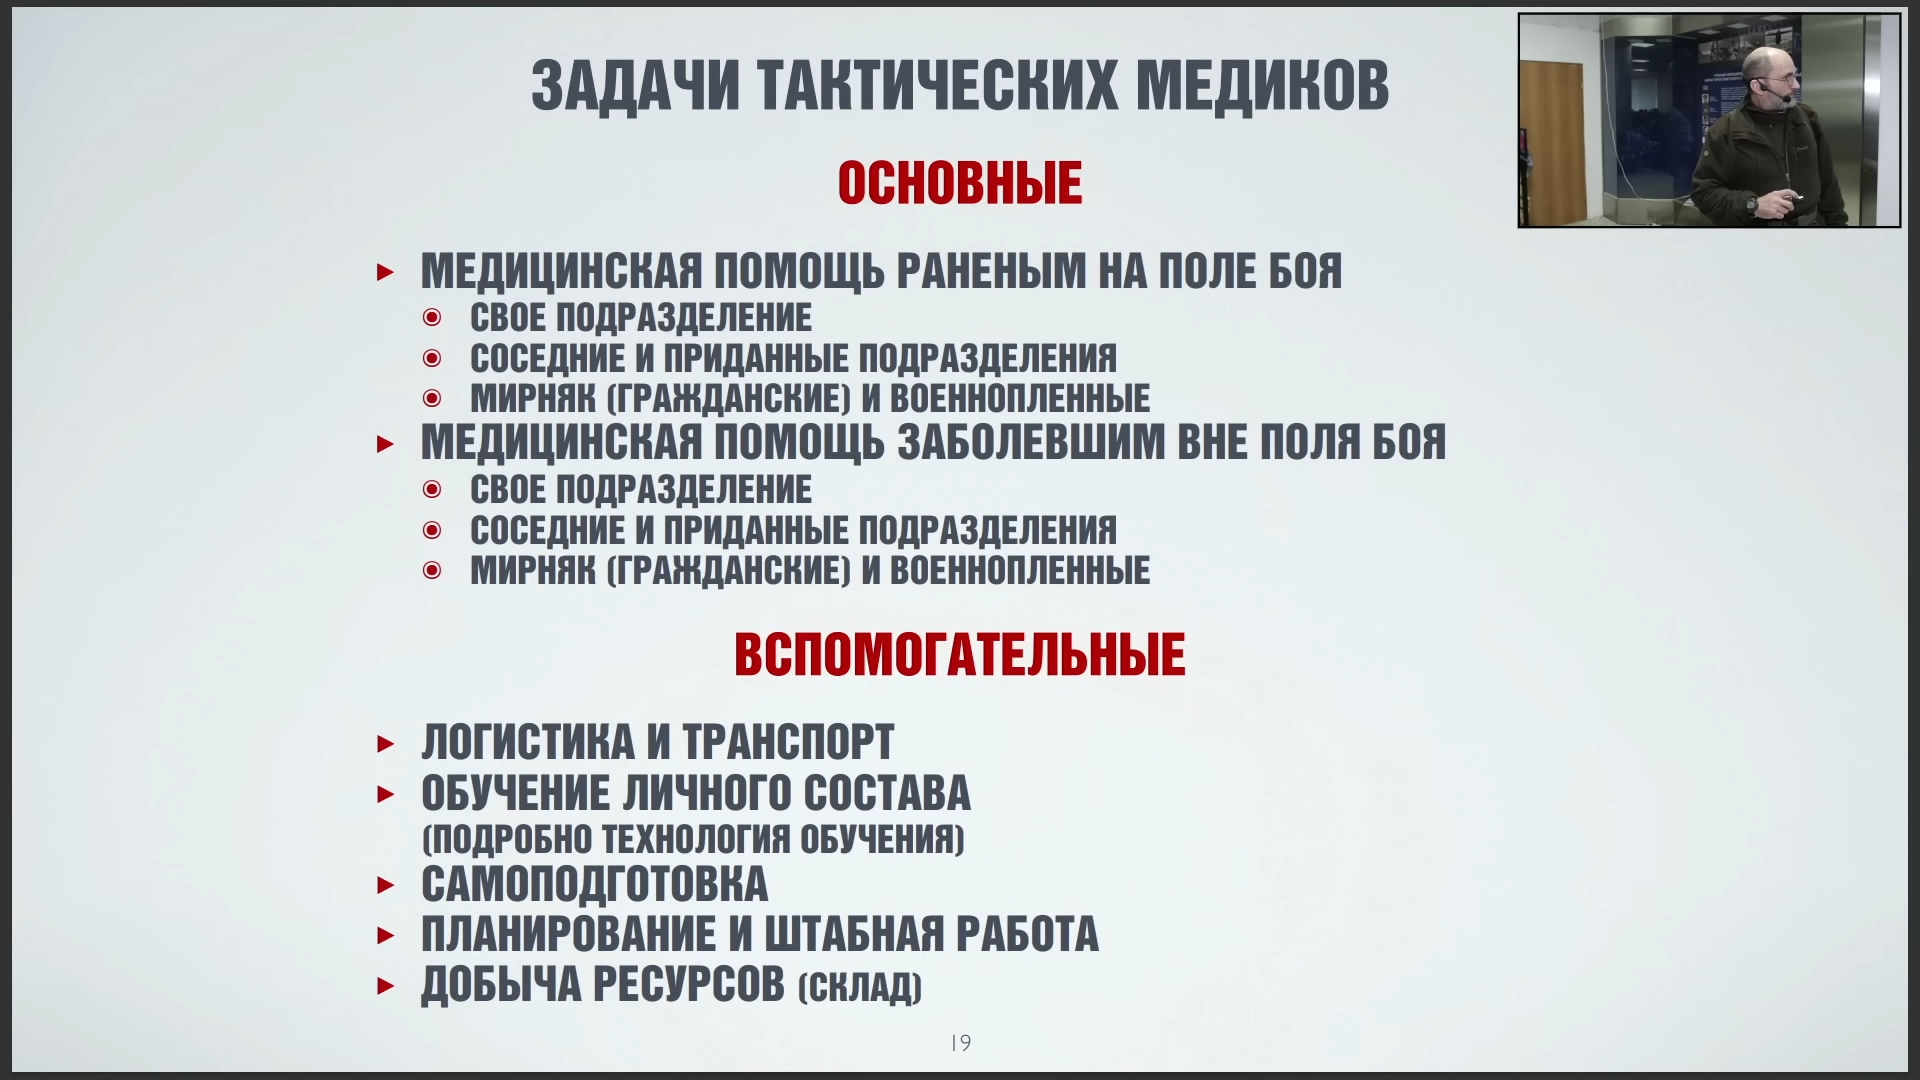 ЗАДАЧИ ТАКТИЧЕСКИХ МЕДИКОВ
ОСНОВНЫЕ
МЕДИЦИНСКАЯ ПОМОЩЬ РАНЕНЫМ НА ПОЛЕ БОЯ
СВОЕ ПОДРАЗДЕЛЕНИЕ
СОСЕДНИЕ И ПРИДАННЫЕ ПОДРАЗДЕЛЕНИЯ
МИРНЯК (ГРАЖДАНСКИЕ) И ВОЕННОПЛЕННЫЕ
МЕДИЦИНСКАЯ ПОМОЩЬ ЗАБОЛЕВШИМ ВНЕ ПОЛЯ БОЯ
СВОЕ ПОДРАЗДЕЛЕНИЕ
СОСЕДНИЕ И ПРИДАННЫЕ ПОДРАЗДЕЛЕНИЯ
МИРНЯК (ГРАЖДАНСКИЕ) И ВОЕННОПЛЕННЫЕ
ВСПОМОГАТЕЛЬНЫЕ
ЛОГИСТИКА И ТРАНСПОРТ
ОБУЧЕНИЕ ЛИЧНОГО СОСТАВА
(ПОДРОБНО ТЕХНОЛОГИЯ ОБУЧЕНИЯ)
САМОПОДГОТОВКА
ПЛАНИРОВАНИЕ И ШТАБНАЯ РАБОТА
ДОБЫЧА РЕСУРСОВ (СКЛАД)
19